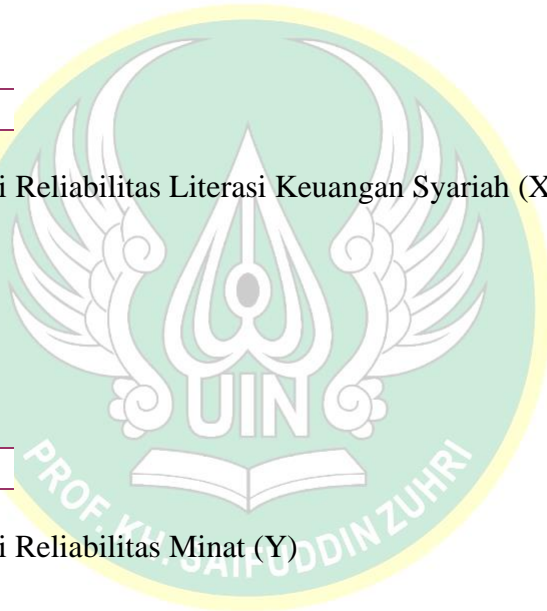 i Reliabilitas Literasi Keuangan Syariah (X
UIN
PROF. KH. SAIFUDDIN ZUHRI
i Reliabilitas Minat (Y)